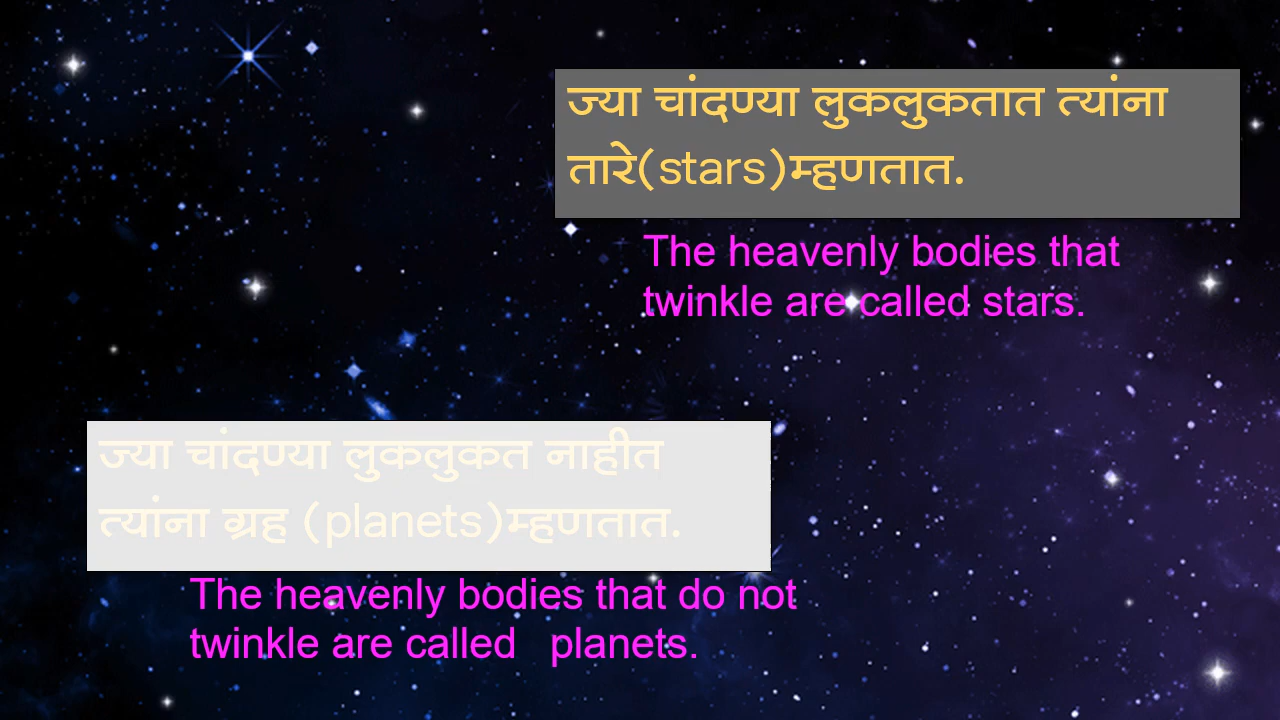 ज्या चांदण्या लुकलुकतात त्यांना
तारे(stars)म्हणतात.
The heavenly bodies that
twinkle are called stars.
ज्या चांदण्या लुकलुकत नाहीत
त्यांना ग्रह (planets)म्हणतात.
The heavenly bodies that do not
twinkle are called   planets.